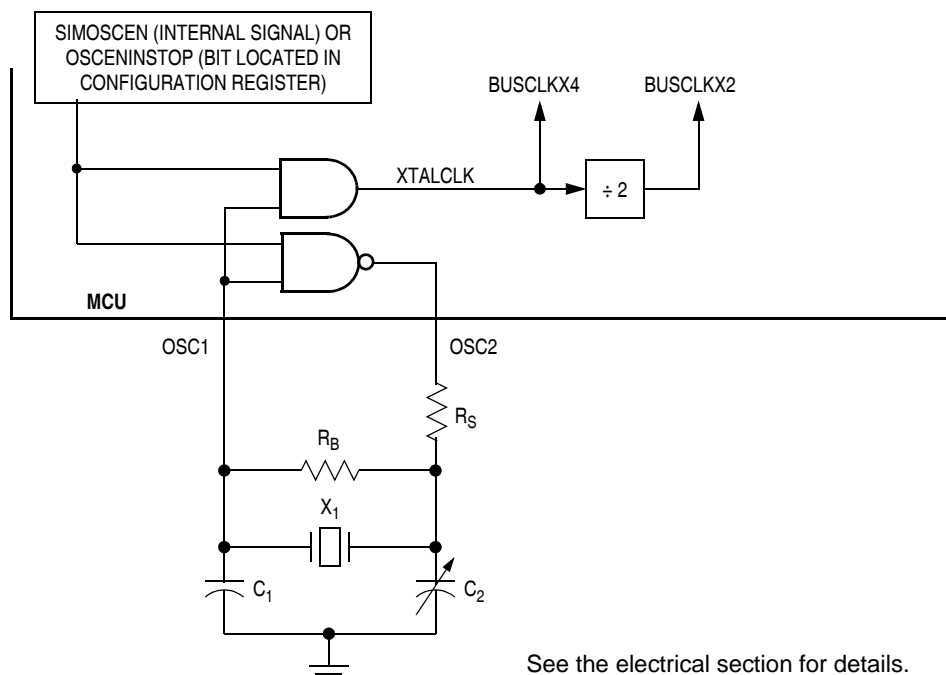 SIMOSCEN (INTERNAL SIGNAL) OR
OSCENINSTOP (BIT LOCATED IN
CONFIGURATION REGISTER)
BUSCLKX4
BUSCLKX2
XTALCLK
÷ 2
MCU
OSC1
OSC2
RS
RB
X1
C1
C2
See the electrical section for details.